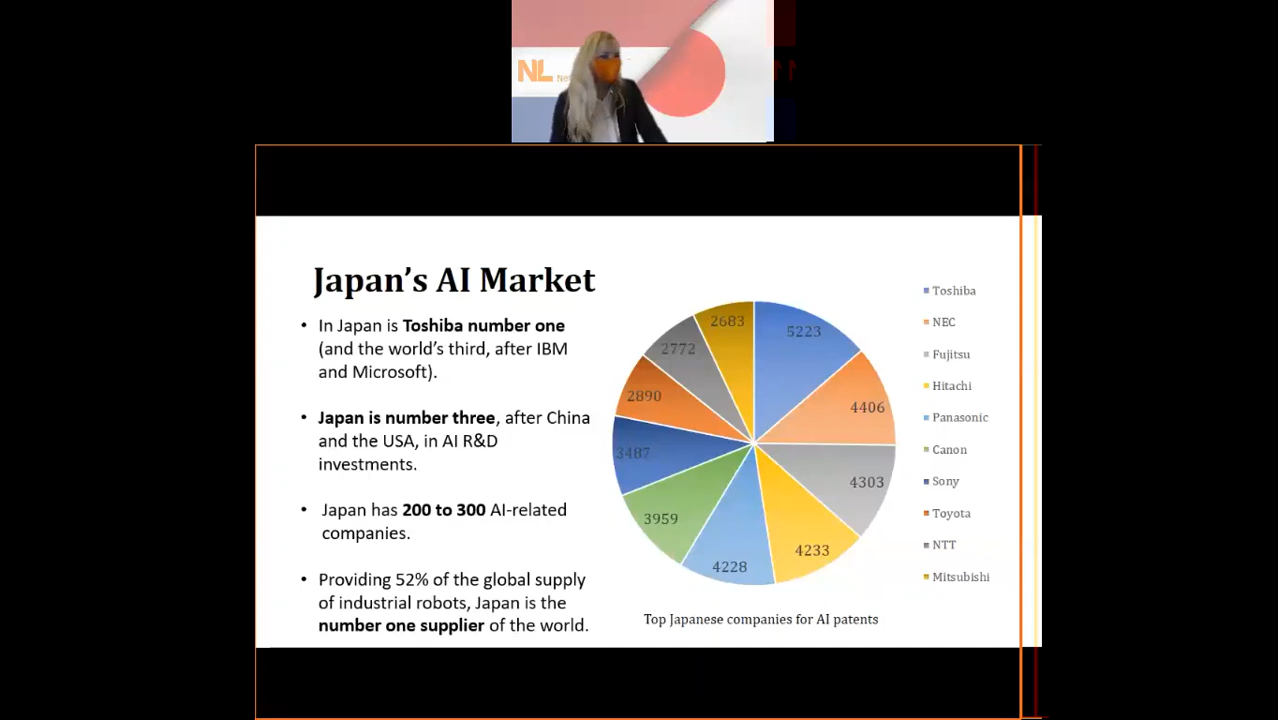 NL
Japan's AI Market
• In Japan is Toshiba number one
(and the world's third, after IBM
and Microsoft).
• Japan is number three, after China
and the USA, in AI R&D
investments.
• Japan has 200 to 300 AI-related
companies.
• Providing 52% of the global supply
of industrial robots, Japan is the
number one supplier of the world.
5223
4406
4303
4233
4228
3959
3487
2890
2772
2683
Toshiba
NEC
Fujitsu
Hitachi
Panasonic
Canon
Sony
Toyota
NTT
Mitsubishi
Top Japanese companies for AI patents